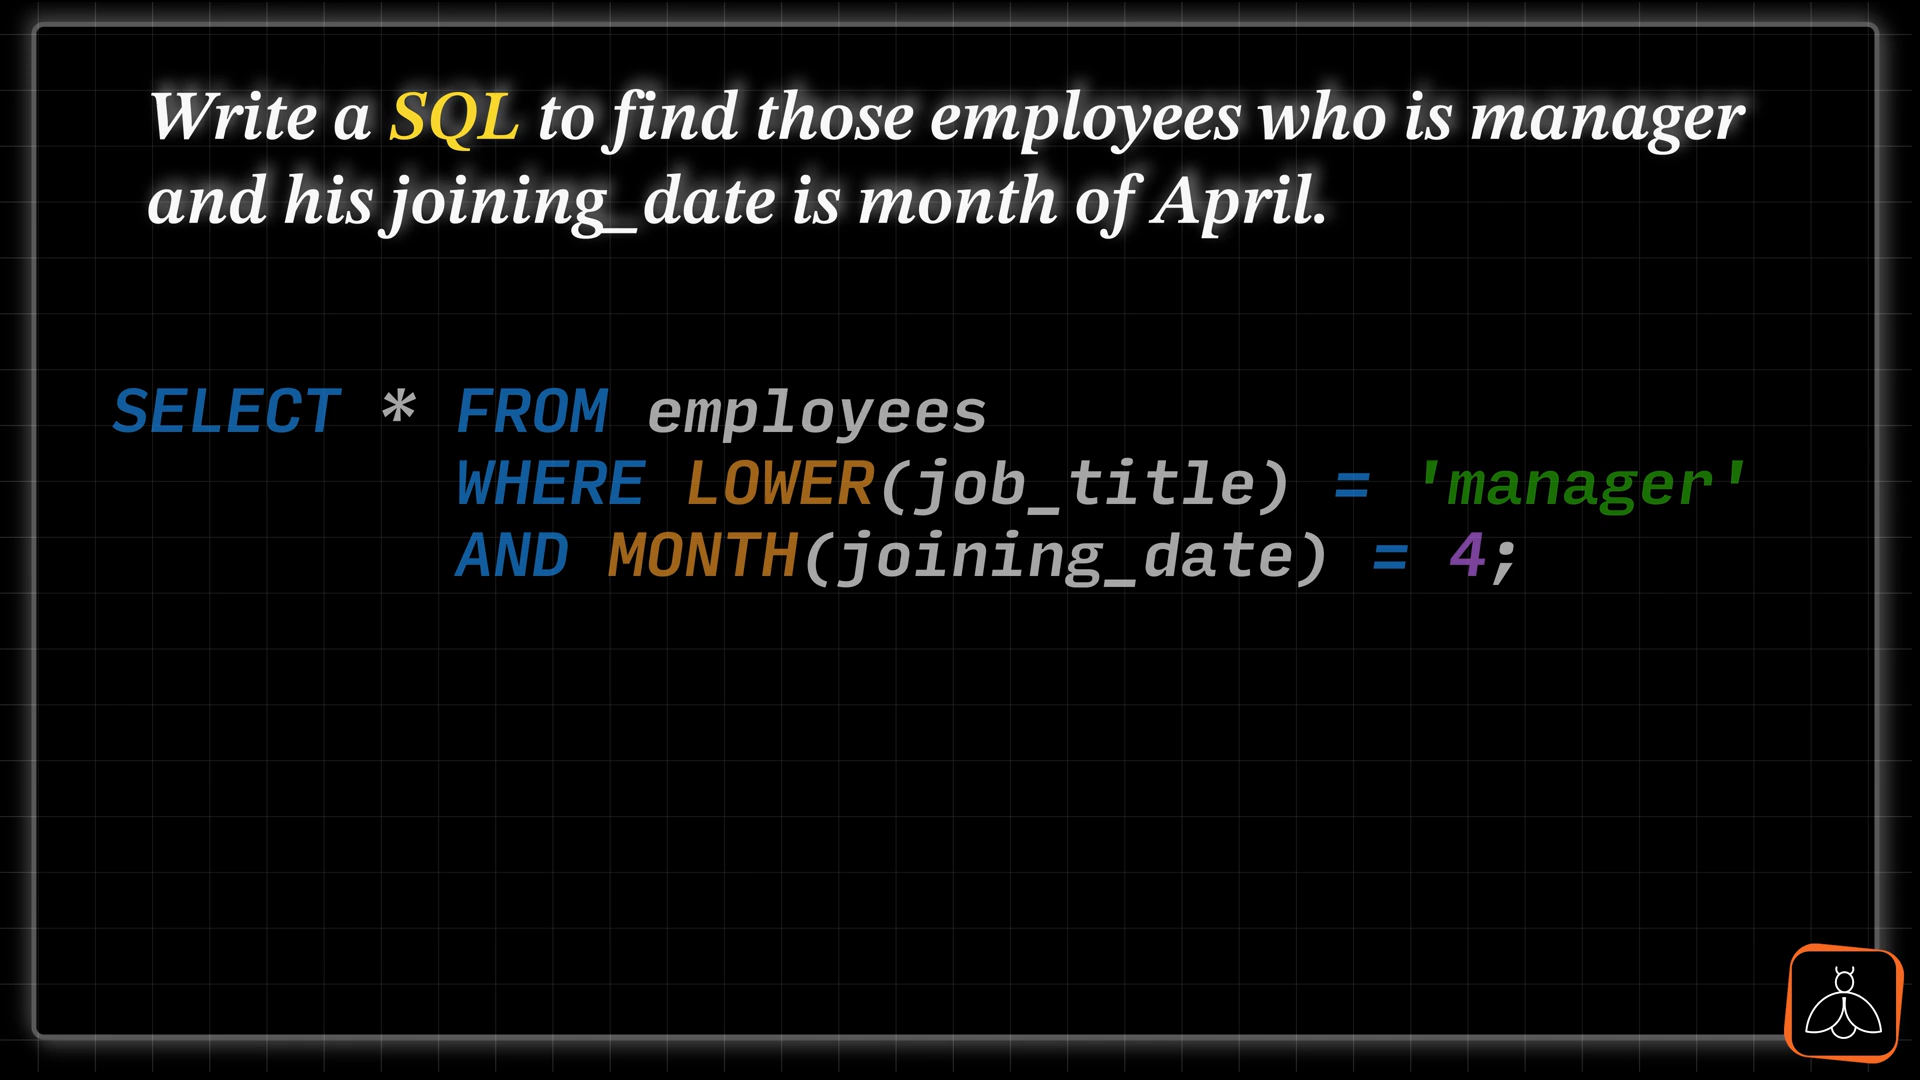 Write a SQL to find those employees who is manager
and his joining_date is month of April.
SELECT * FROM employees
WHERE LOWER(job_title) = 'manager'
AND MONTH(joining_date) = 4;